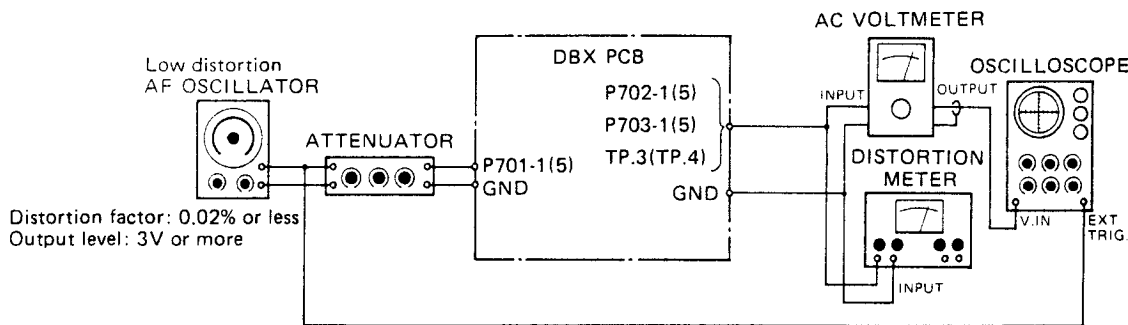 Low distortion
AF OSCILLATOR
Distortion factor: 0.02% or less
Output level: 3V or more
ATTENUATOR
P701-1(5)
GND
DBX PCB
P702-1(5)
P703-1(5)
TP.3(TP.4)
GND
AC VOLTMETER
INPUT
OUTPUT
DISTORTION
METER
INPUT
OSCILLOSCOPE
V.IN
EXT
TRIG.